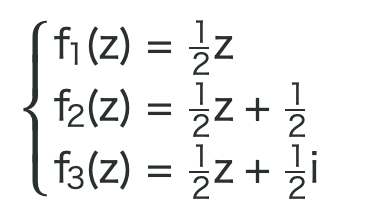 f₁(z) = ½z
f₂(z) = ½z + ½
f₃(z) = ½z + ½i